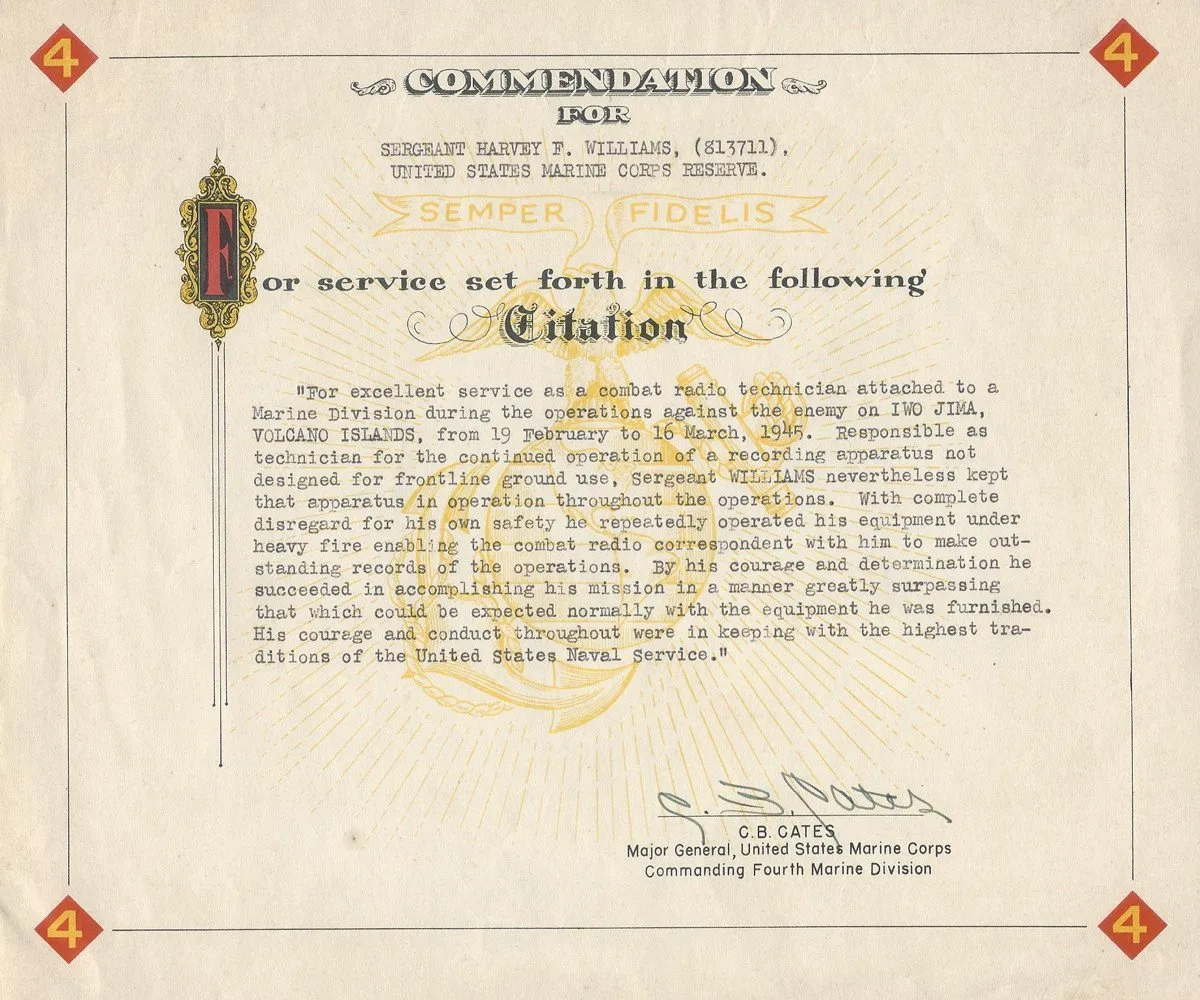 4 4
COMMENDATION
FOR
SERGEANT HARVEY F. WILLIAMS, (813711),
UNITED STATES MARINE CORPS RESERVE.
SEMPER FIDELIS
For service set forth in the following
Citation
"For excellent service as a combat radio technician attached to a
Marine Division during the operations against the enemy on IWO JIMA,
VOLCANO ISLANDS, from 19 February to 16 March, 1945. Responsible as
technician for the continued operation of a recording apparatus not
designed for frontline ground use, Sergeant WILLIAMS nevertheless kept
that apparatus in operation throughout the operations. With complete
disregard for his own safety he repeatedly operated his equipment under
heavy fire enabling the combat radio correspondent with him to make out-
standing records of the operations. By his courage and determination he
succeeded in accomplishing his mission in a manner greatly surpassing
that which could be expected normally with the equipment he was furnished.
His courage and conduct throughout were in keeping with the highest tra-
ditions of the United States Naval Service."
C. B. Cates
C.B. CATES
Major General, United States Marine Corps
Commanding Fourth Marine Division
4 4